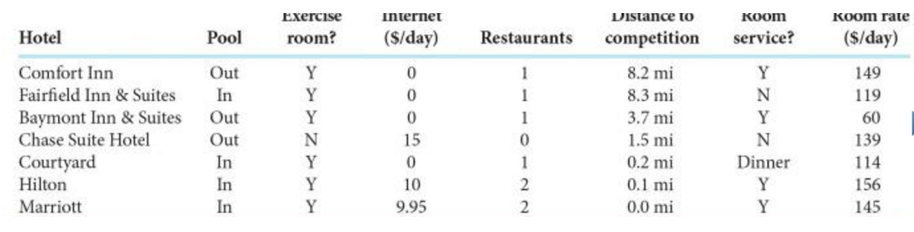 Exercise Internet Distance to Room Room rate
Hotel Pool room? ($/day) Restaurants competition service? ($/day)
Comfort Inn Out Y 0 1 8.2 mi Y 149
Fairfield Inn & Suites In Y 0 1 8.3 mi N 119
Baymont Inn & Suites Out Y 0 1 3.7 mi Y 60
Chase Suite Hotel Out N 15 0 1.5 mi N 139
Courtyard In Y 0 1 0.2 mi Dinner 114
Hilton In Y 10 2 0.1 mi Y 156
Marriott In Y 9.95 2 0.0 mi Y 145